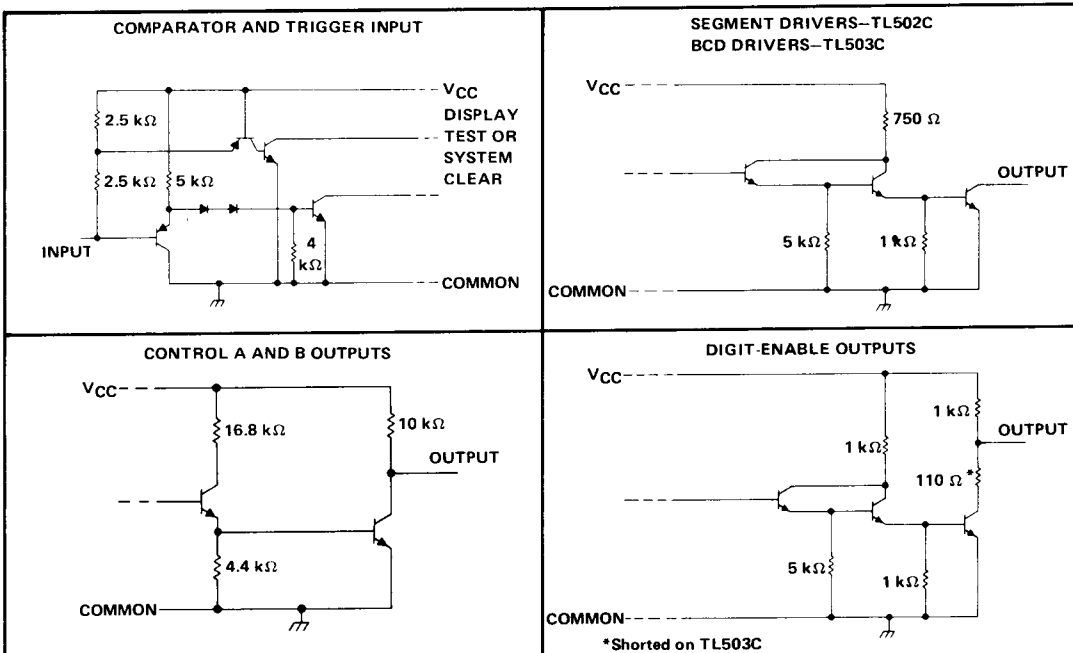 COMPARATOR AND TRIGGER INPUT
VCC
DISPLAY
TEST OR
SYSTEM
CLEAR
2.5 kΩ
2.5 kΩ
5 kΩ
INPUT
4
kΩ
COMMON
SEGMENT DRIVERS–TL502C
BCD DRIVERS–TL503C
VCC
750 Ω
OUTPUT
5 kΩ
1 kΩ
COMMON
CONTROL A AND B OUTPUTS
VCC
16.8 kΩ
10 kΩ
OUTPUT
4.4 kΩ
COMMON
DIGIT-ENABLE OUTPUTS
VCC
1 kΩ
1 kΩ
OUTPUT
110 Ω*
5 kΩ
1 kΩ
COMMON
*Shorted on TL503C